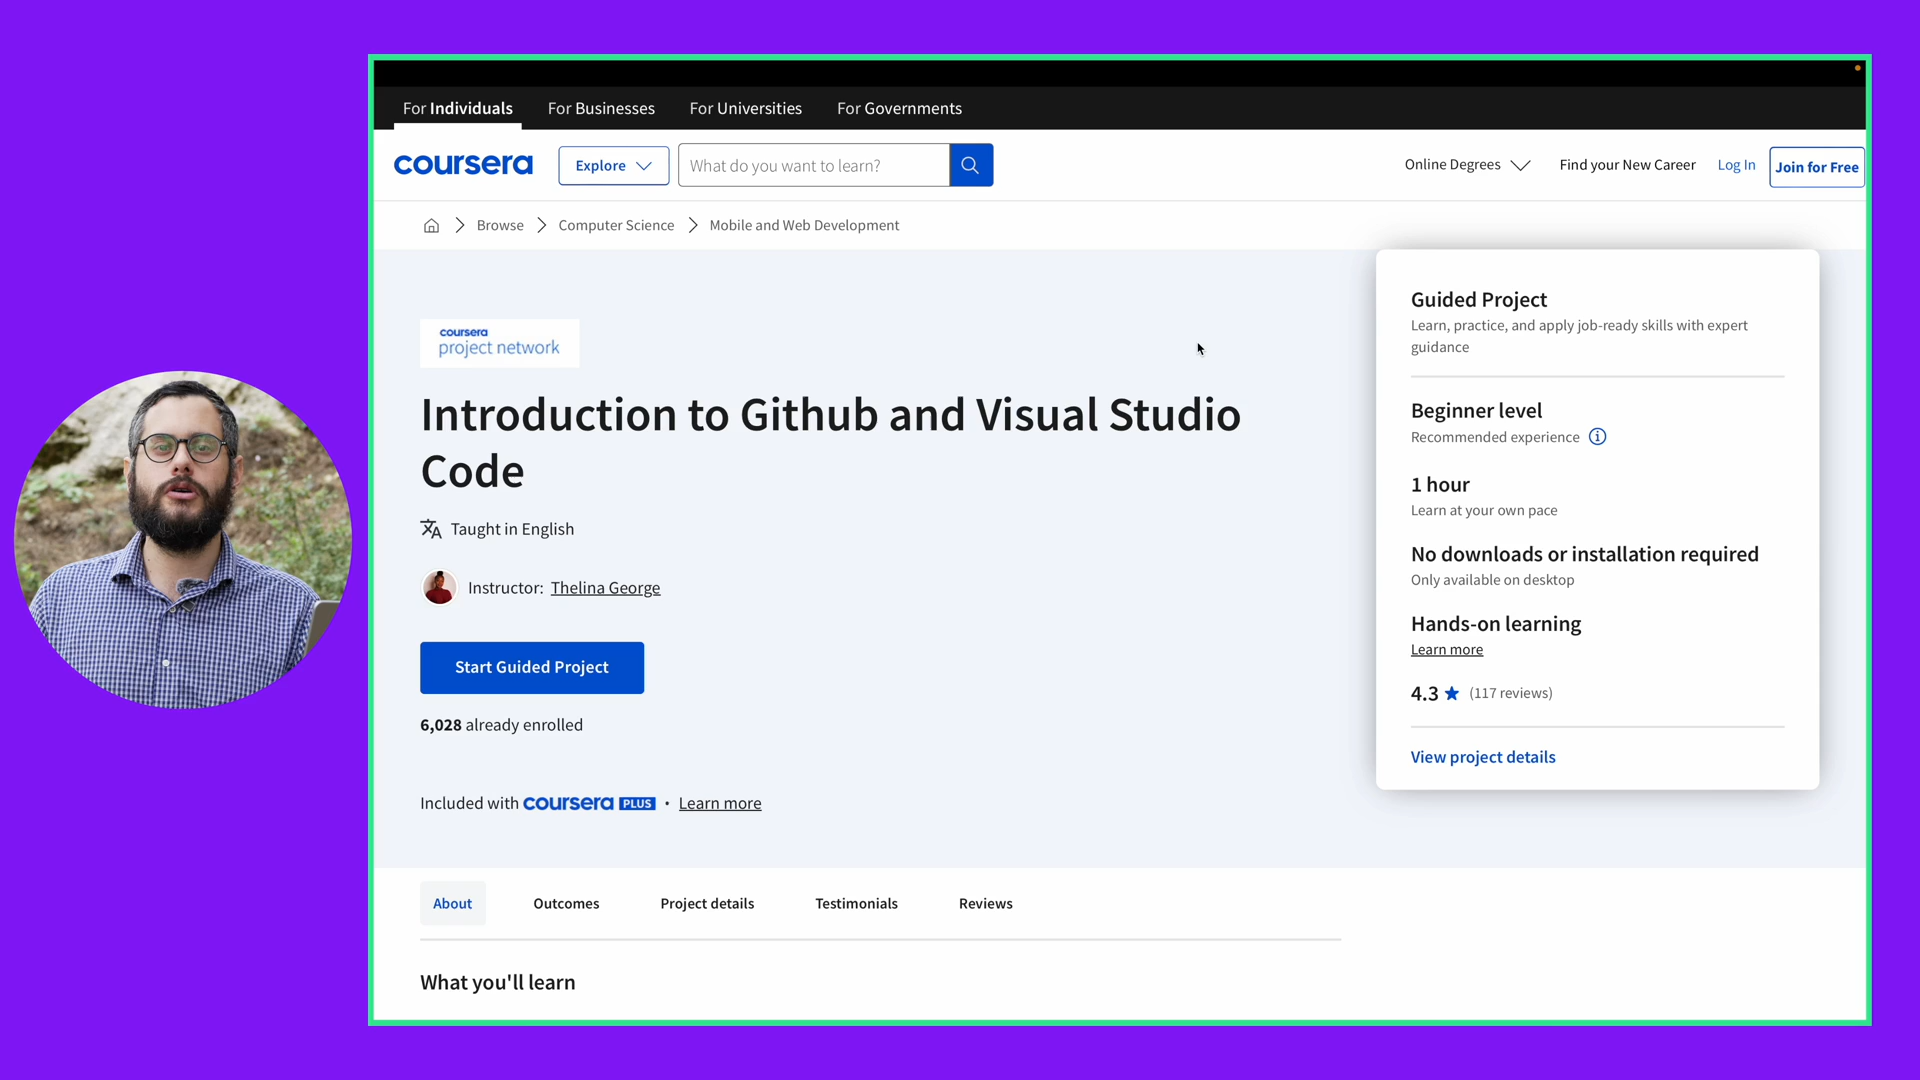 For Individuals
For Businesses
For Universities
For Governments
coursera
Explore
What do you want to learn?
Online Degrees
Find your New Career
Log In
Join for Free
Browse
Computer Science
Mobile and Web Development
coursera
project network
Introduction to Github and Visual Studio
Code
Taught in English
Instructor: Thelina George
Start Guided Project
6,028 already enrolled
Included with coursera PLUS • Learn more
Guided Project
Learn, practice, and apply job-ready skills with expert
guidance
Beginner level
Recommended experience
1 hour
Learn at your own pace
No downloads or installation required
Only available on desktop
Hands-on learning
Learn more
4.3 (117 reviews)
View project details
About
Outcomes
Project details
Testimonials
Reviews
What you'll learn